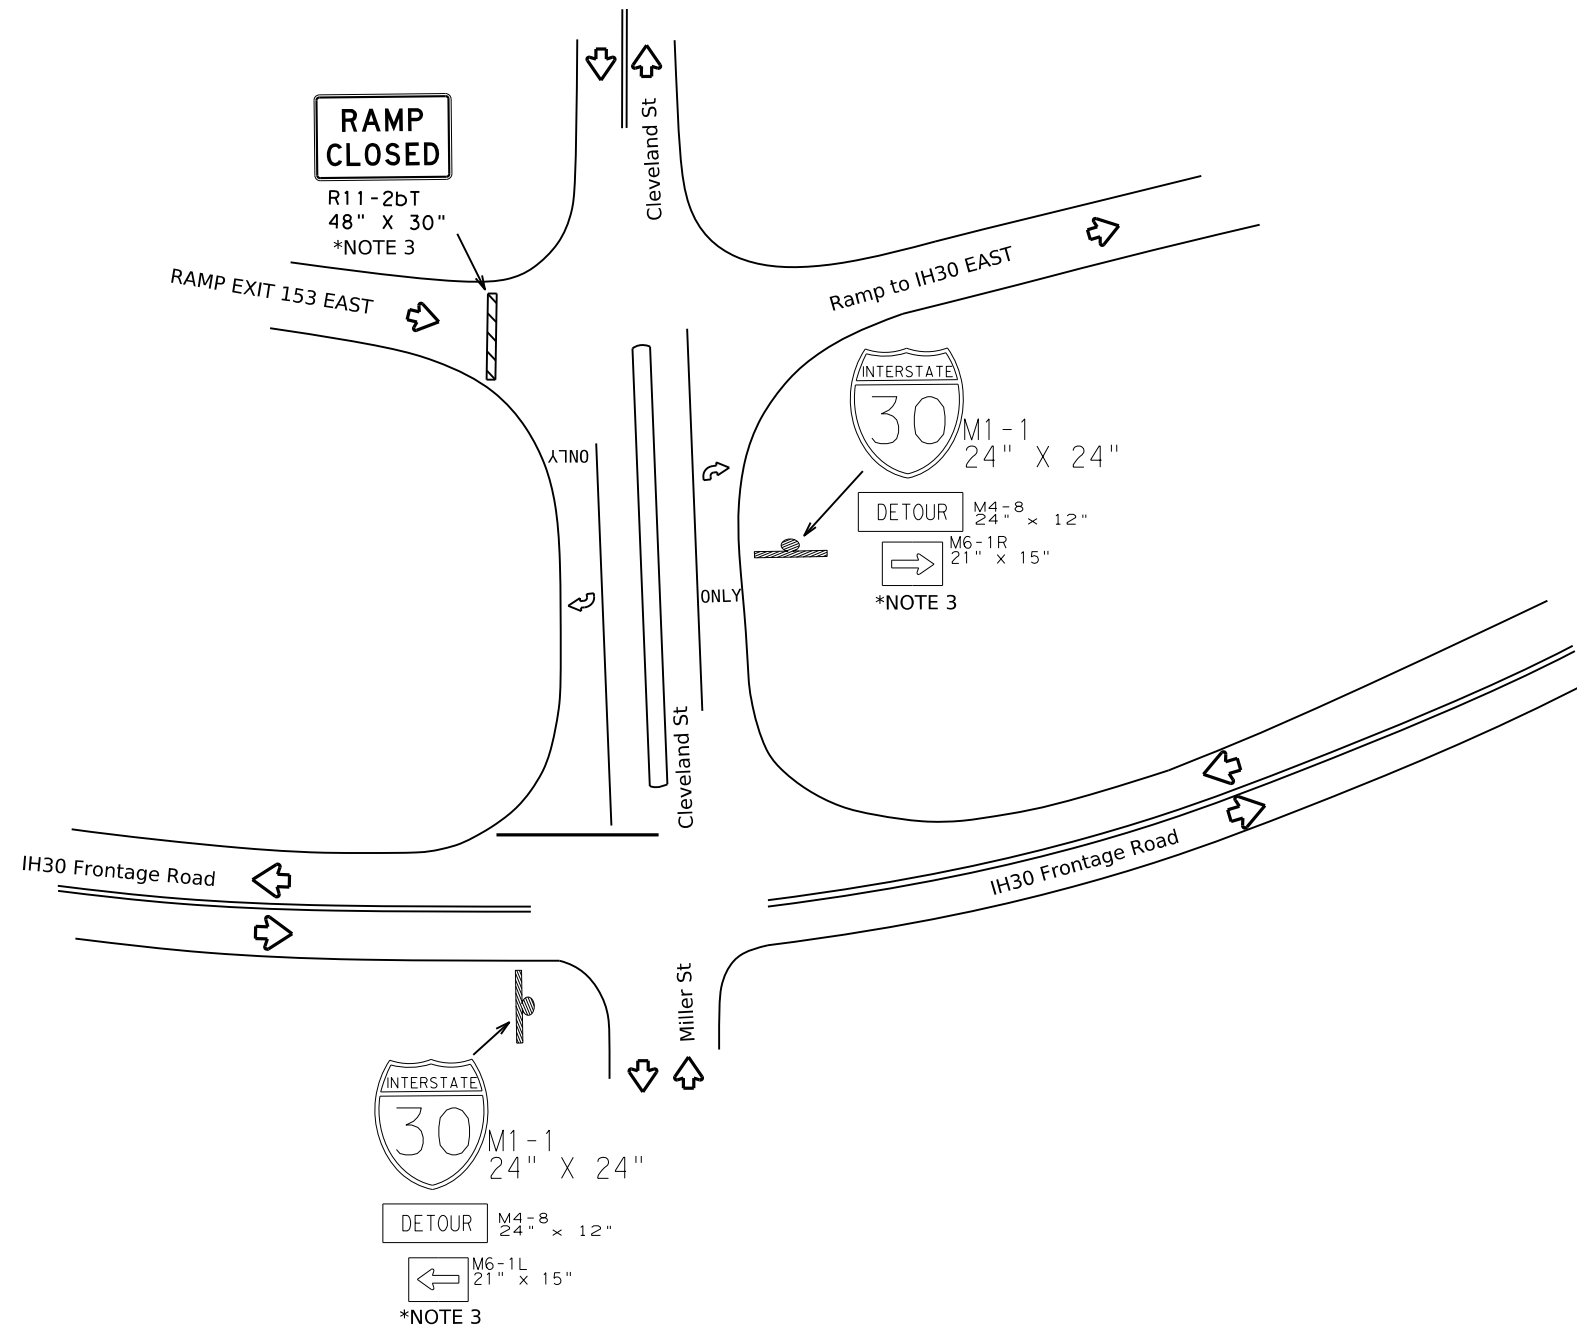 Cleveland St
RAMP
CLOSED
R11-2bT
48" X 30"
*NOTE 3
RAMP EXIT 153 EAST
Ramp to IH30 EAST
INTERSTATE
30
M1-1
24" X 24"
DETOUR
M4-8
24" x 12"
M6-1R
21" x 15"
*NOTE 3
ONLY
ONLY
Cleveland St
IH30 Frontage Road
IH30 Frontage Road
Miller St
INTERSTATE
30
M1-1
24" X 24"
DETOUR
M4-8
24" x 12"
M6-1L
21" x 15"
*NOTE 3